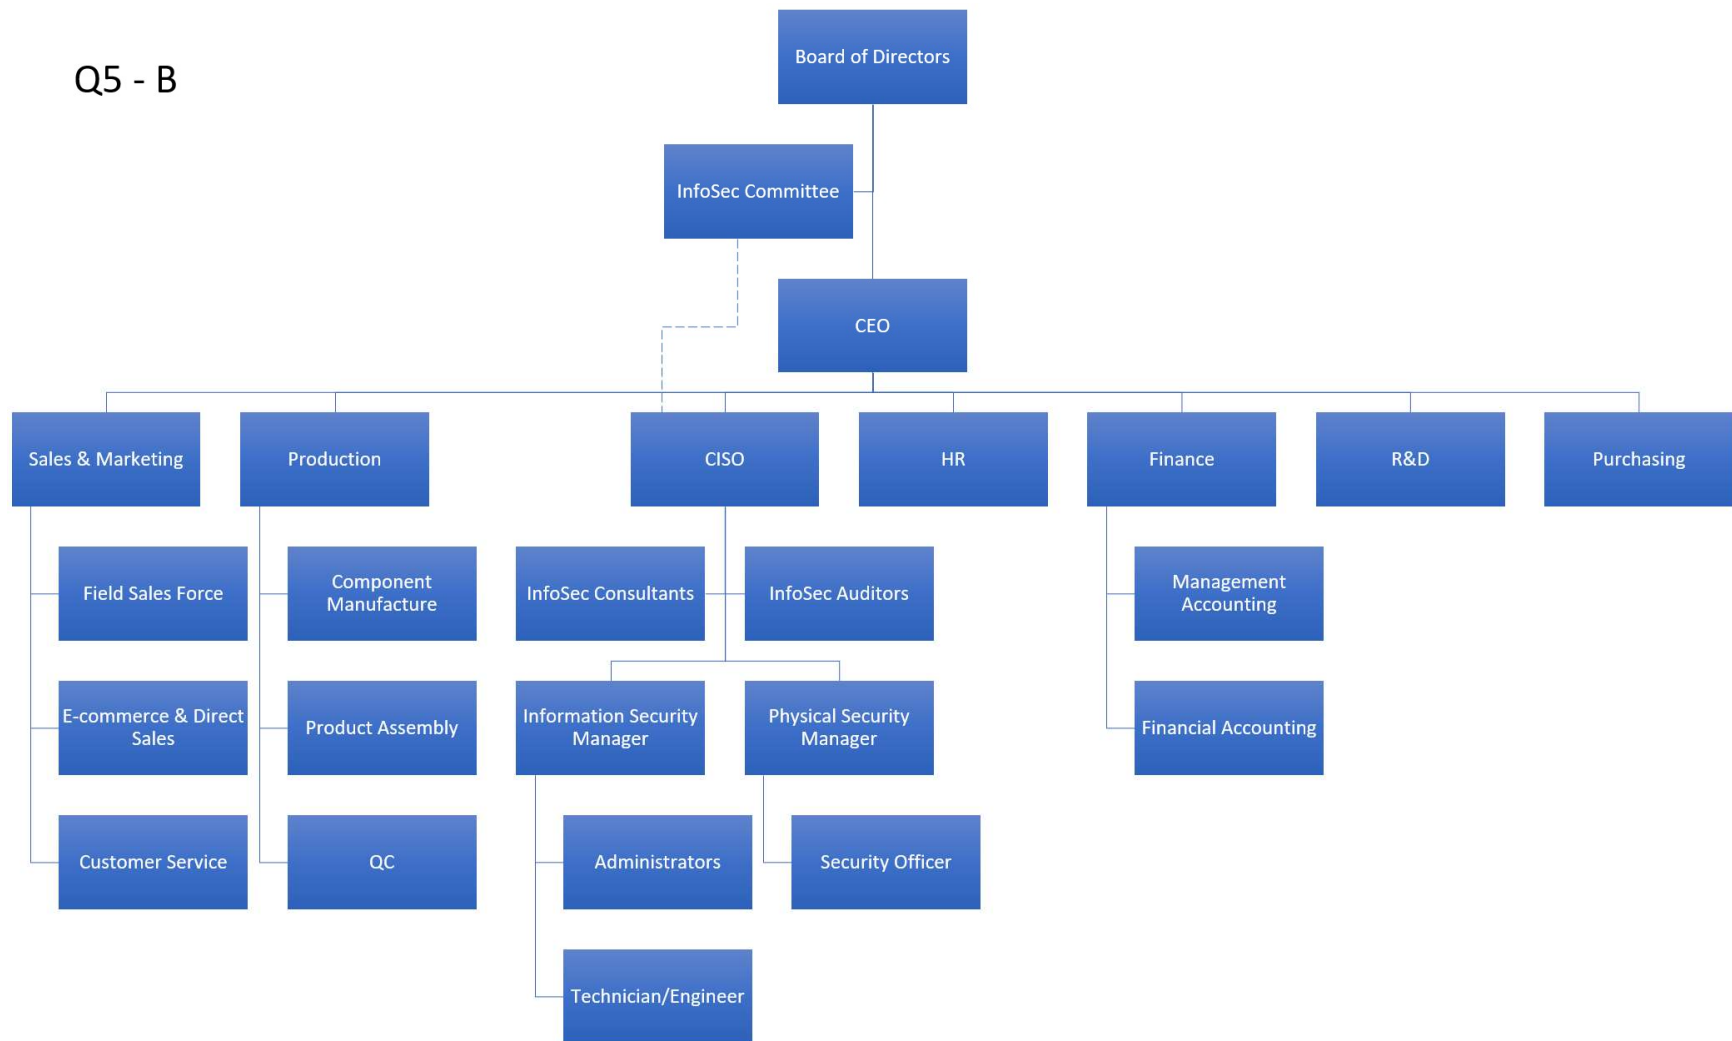 Q5 - B
Board of Directors
InfoSec Committee
CEO
Sales & Marketing
Production
CISO
HR
Finance
R&D
Purchasing
Field Sales Force
Component
Manufacture
InfoSec Consultants
InfoSec Auditors
Management
Accounting
E-commerce & Direct
Sales
Product Assembly
Information Security
Manager
Physical Security
Manager
Financial Accounting
Customer Service
QC
Administrators
Security Officer
Technician/Engineer